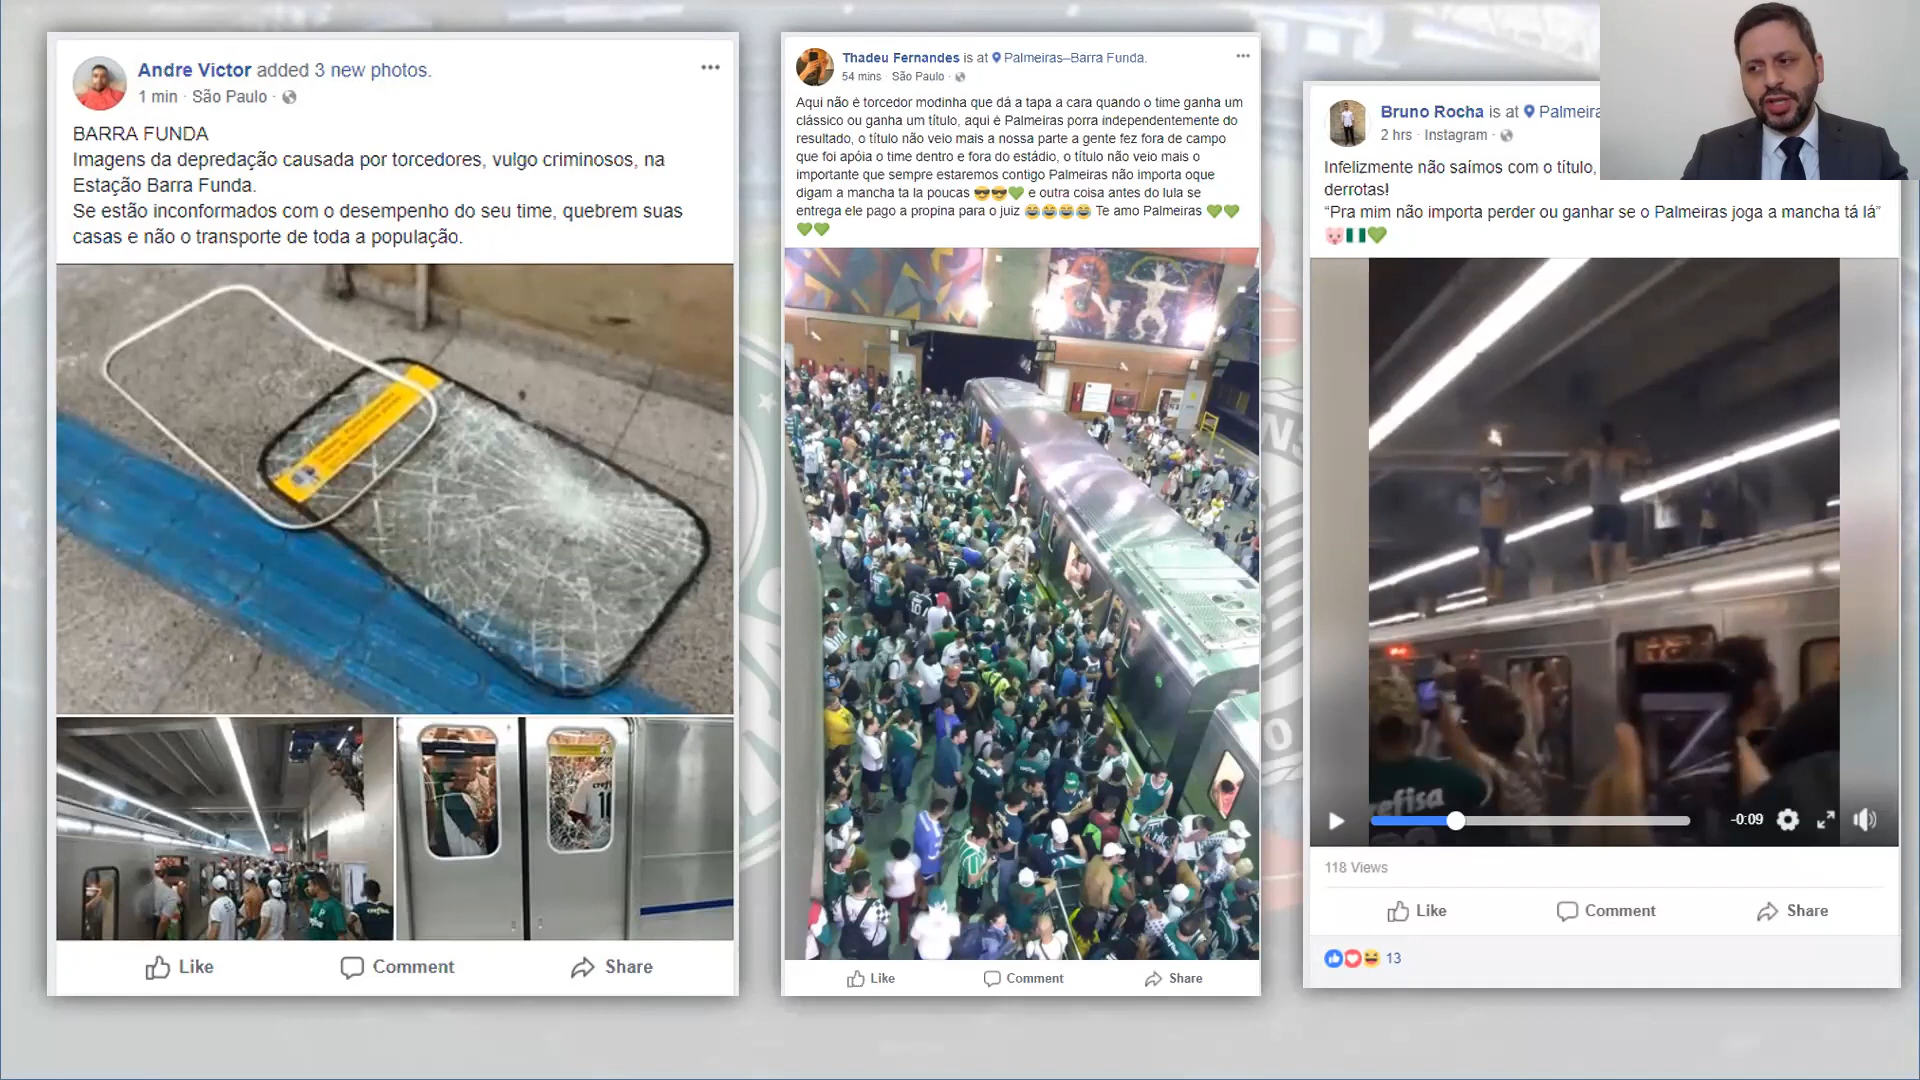 Andre Victor added 3 new photos.
1 min · São Paulo ·
BARRA FUNDA
Imagens da depredação causada por torcedores, vulgo criminosos, na
Estação Barra Funda.
Se estão inconformados com o desempenho do seu time, quebrem suas
casas e não o transporte de toda a população.
Like
Comment
Share
Thadeu Fernandes is at Palmeiras–Barra Funda.
54 mins · São Paulo ·
Aqui não è torcedor modinha que dá a tapa a cara quando o time ganha um
clássico ou ganha um título, aqui é Palmeiras porra independentemente do
resultado, o título não veio mais a nossa parte a gente fez fora de campo
que foi apóia o time dentro e fora do estádio, o título não veio mais o
importante que sempre estaremos contigo Palmeiras não importa oque
digam a mancha ta la poucas 😎😎💚 e outra coisa antes do lula se
entrega ele pago a propina para o juiz 😂😂😂😂 Te amo Palmeiras 💚💚
💚💚
10
Like
Comment
Share
Bruno Rocha is at Palmeira
2 hrs · Instagram ·
Infelizmente não saímos com o título,
derrotas!
“Pra mim não importa perder ou ganhar se o Palmeiras joga a mancha tá lá”
🐷🇳🇬💚
crefisa
-0:09
118 Views
Like
Comment
Share
13